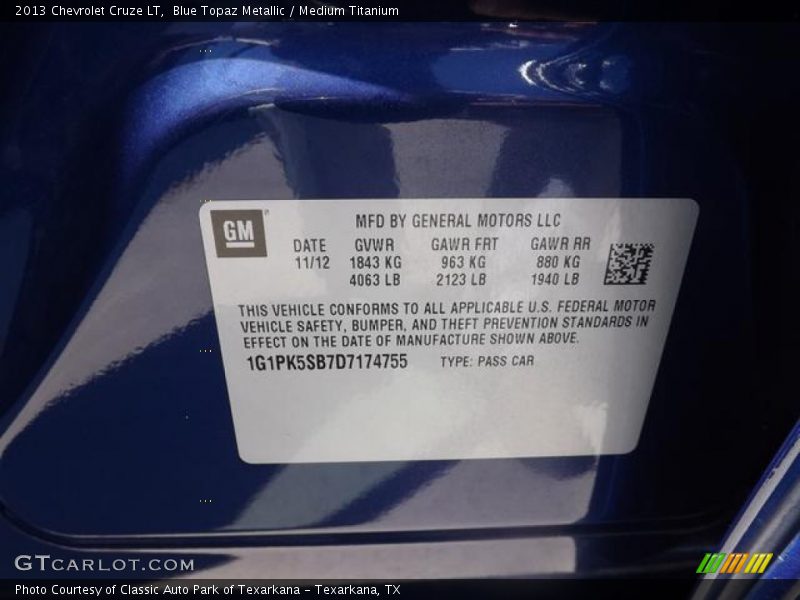 2013 Chevrolet Cruze LT, Blue Topaz Metallic / Medium Titanium
GM
MFD BY GENERAL MOTORS LLC
DATE GVWR GAWR FRT GAWR RR
11/12 1843 KG 963 KG 880 KG
4063 LB 2123 LB 1940 LB
THIS VEHICLE CONFORMS TO ALL APPLICABLE U.S. FEDERAL MOTOR
VEHICLE SAFETY, BUMPER, AND THEFT PREVENTION STANDARDS IN
EFFECT ON THE DATE OF MANUFACTURE SHOWN ABOVE.
1G1PK5SB7D7174755 TYPE: PASS CAR
GTCARLOT.COM
Photo Courtesy of Classic Auto Park of Texarkana - Texarkana, TX